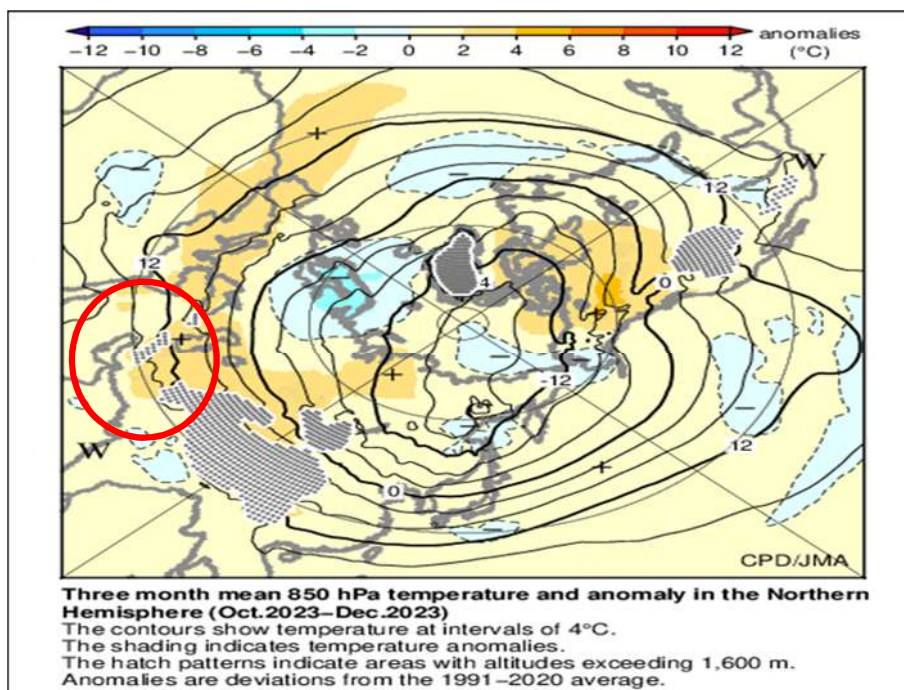 −12 −10 −8 −6 −4 −2 0 2 4 6 8 10 12 anomalies
(°C)
W
12
12
4
0
-12
W
12
0
CPD/JMA
Three month mean 850 hPa temperature and anomaly in the Northern
Hemisphere (Oct.2023−Dec.2023)
The contours show temperature at intervals of 4°C.
The shading indicates temperature anomalies.
The hatch patterns indicate areas with altitudes exceeding 1,600 m.
Anomalies are deviations from the 1991−2020 average.